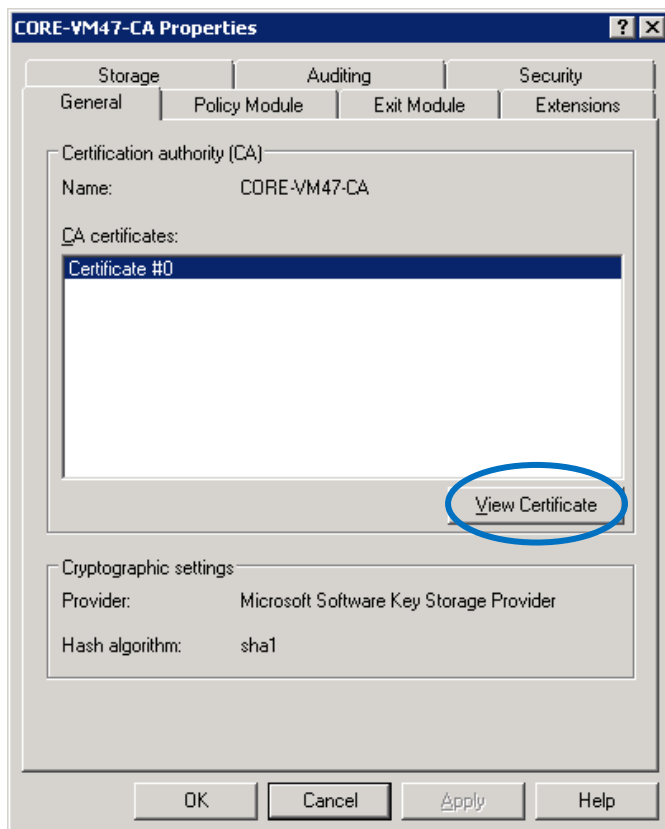 CORE-VM47-CA Properties
Storage Auditing Security
General Policy Module Exit Module Extensions
Certification authority (CA)
Name: CORE-VM47-CA
CA certificates:
Certificate #0
View Certificate
Cryptographic settings
Provider: Microsoft Software Key Storage Provider
Hash algorithm: sha1
OK Cancel Apply Help